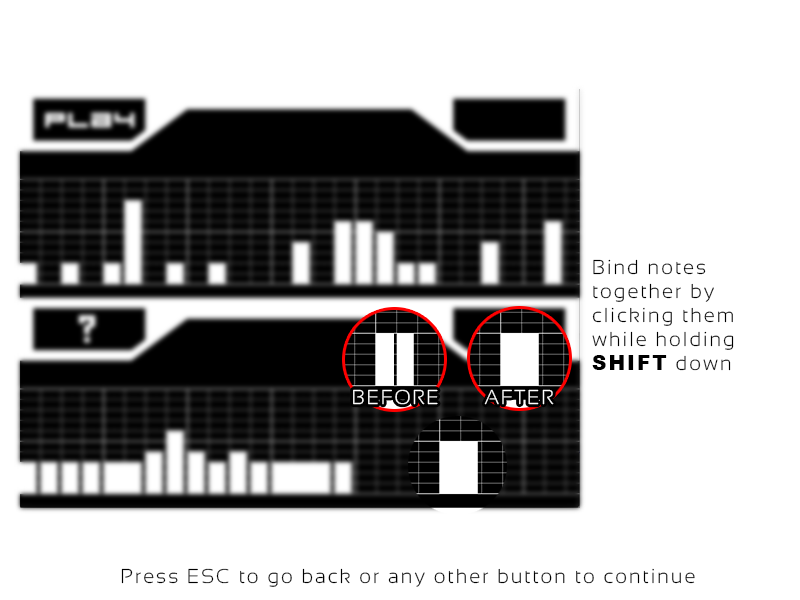 PLAY
Bind notes
together by
clicking them
while holding
SHIFT down
?
BEFORE
AFTER
Press ESC to go back or any other button to continue